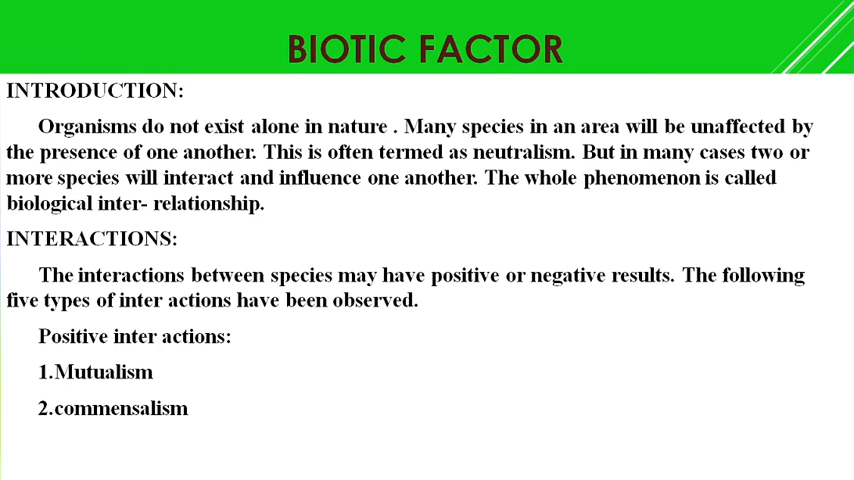 BIOTIC FACTOR
INTRODUCTION:
Organisms do not exist alone in nature . Many species in an area will be unaffected by
the presence of one another. This is often termed as neutralism. But in many cases two or
more species will interact and influence one another. The whole phenomenon is called
biological inter- relationship.
INTERACTIONS:
The interactions between species may have positive or negative results. The following
five types of inter actions have been observed.
Positive inter actions:
1.Mutualism
2.commensalism